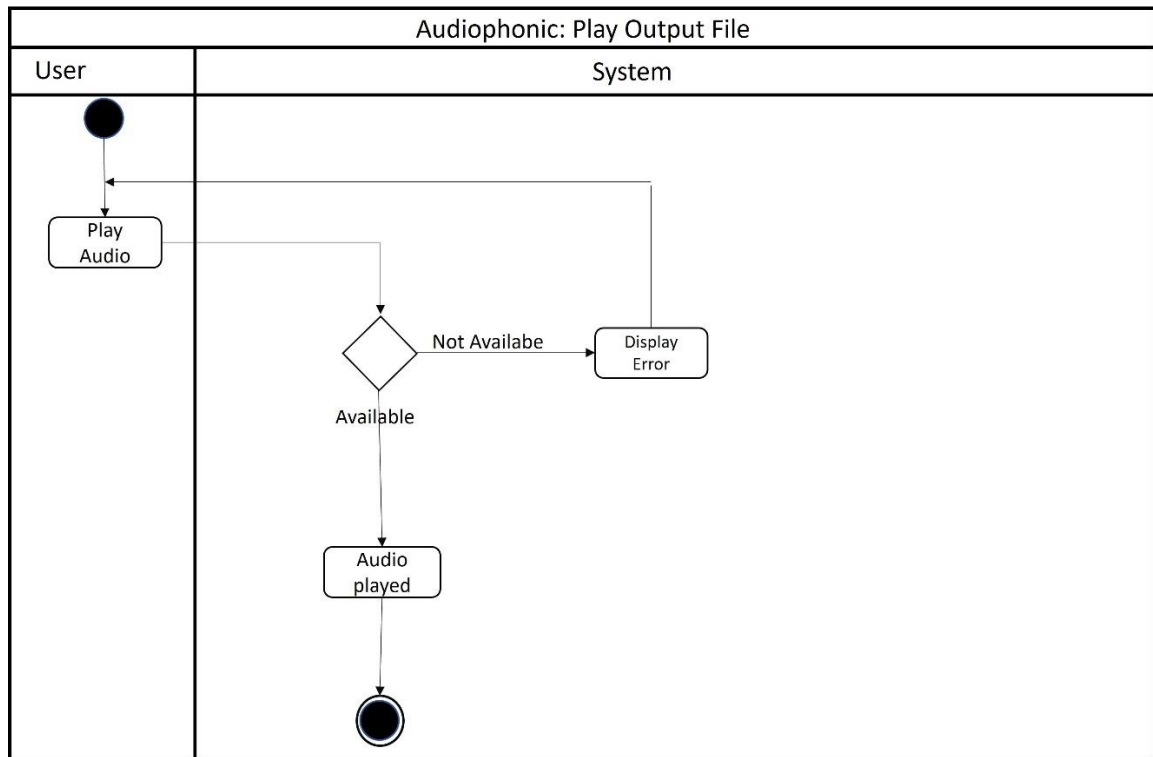 Audiophonic: Play Output File
User
System
Play
Audio
Not Availabe
Display
Error
Available
Audio
played